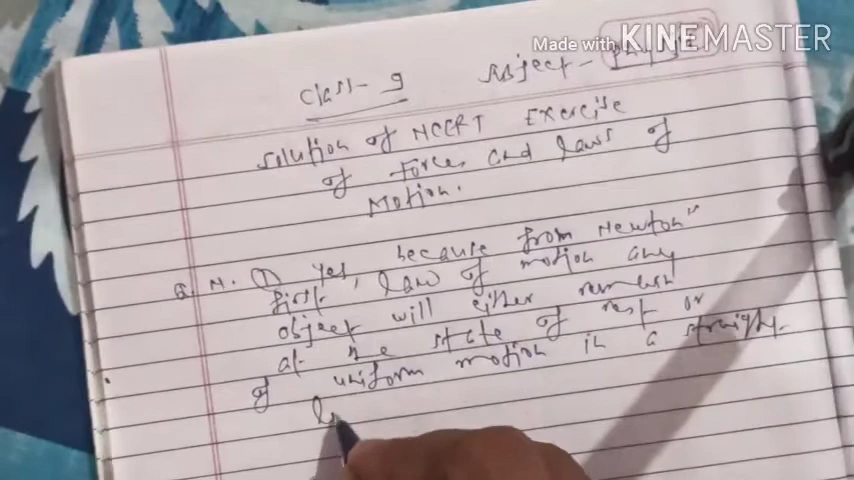 Made with KINEMASTER
Class - 9 Subject - Physics
Solution of NCERT Exercise
of Forces and laws of
Motion.
Q. N. ① Yes, because from Newton"
first law of motion any
object will either remain
at the state of rest or
of uniform motion in a straight